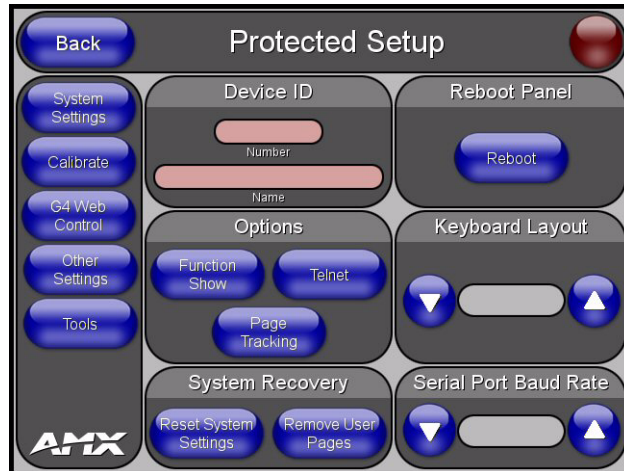 Back
Protected Setup
System
Settings
Calibrate
G4 Web
Control
Other
Settings
Tools
AMX
Device ID
Number
Name
Reboot Panel
Reboot
Options
Function
Show
Telnet
Page
Tracking
Keyboard Layout
System Recovery
Reset System
Settings
Remove User
Pages
Serial Port Baud Rate